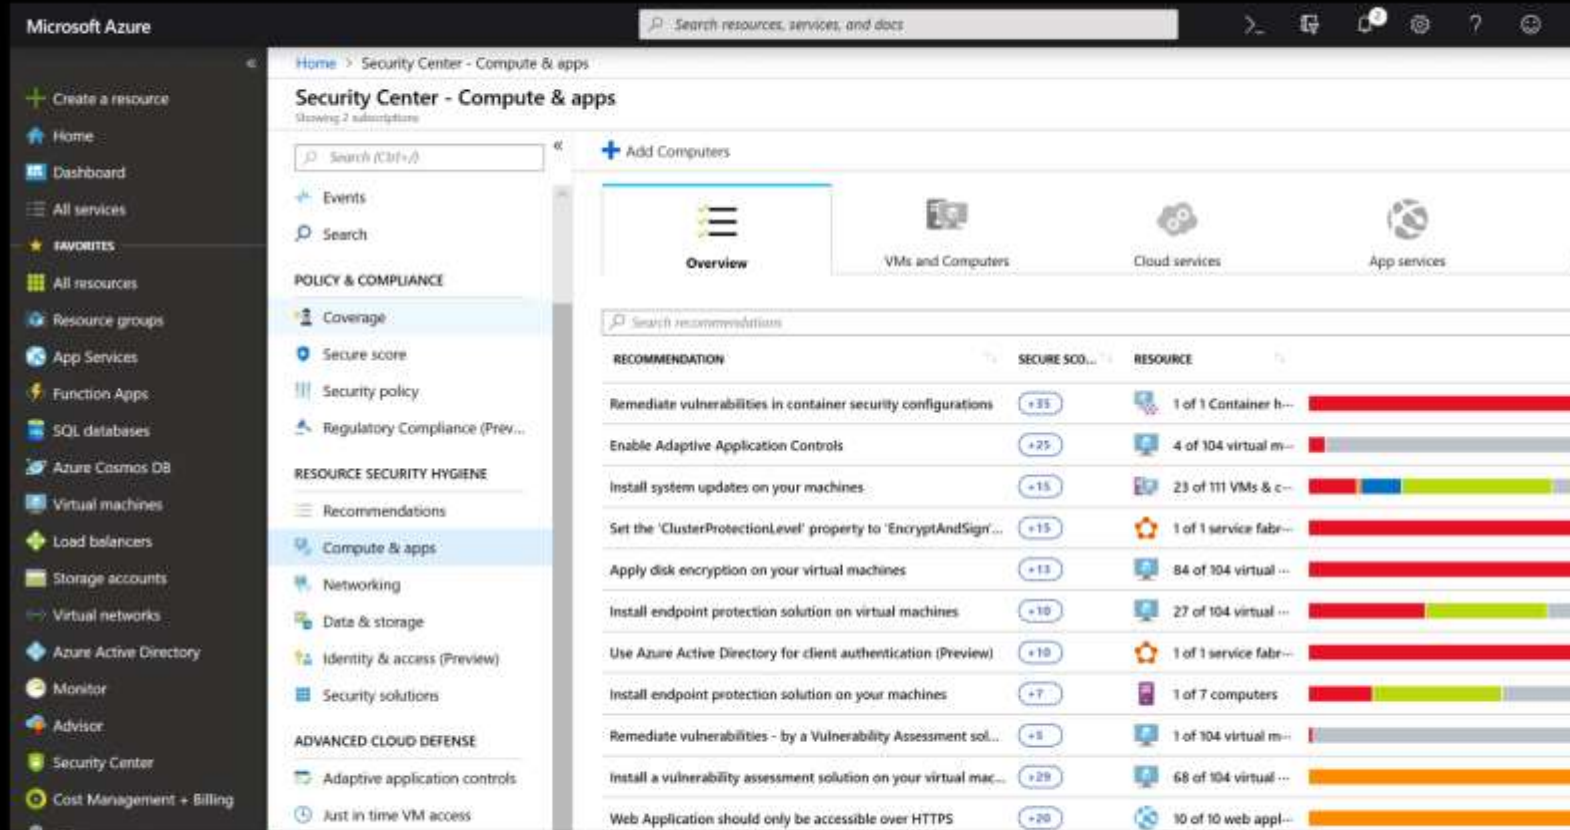 Microsoft Azure
Search resources, services, and docs
2
Home > Security Center - Compute & apps
Security Center - Compute & apps
Showing 2 subscriptions
Create a resource
Home
Dashboard
All services
FAVORITES
All resources
Resource groups
App Services
Function Apps
SQL databases
Azure Cosmos DB
Virtual machines
Load balancers
Storage accounts
Virtual networks
Azure Active Directory
Monitor
Advisor
Security Center
Cost Management + Billing
Search (Ctrl+/)
Events
Search
POLICY & COMPLIANCE
Coverage
Secure score
Security policy
Regulatory Compliance (Prev...
RESOURCE SECURITY HYGIENE
Recommendations
Compute & apps
Networking
Data & storage
Identity & access (Preview)
Security solutions
ADVANCED CLOUD DEFENSE
Adaptive application controls
Just in time VM access
Add Computers
Overview
VMs and Computers
Cloud services
App services
Search recommendations
RECOMMENDATION SECURE SCO... RESOURCE
Remediate vulnerabilities in container security configurations +35 1 of 1 Container h...
Enable Adaptive Application Controls +25 4 of 104 virtual m...
Install system updates on your machines +15 23 of 111 VMs & c...
Set the 'ClusterProtectionLevel' property to 'EncryptAndSign'... +15 1 of 1 service fabr...
Apply disk encryption on your virtual machines +13 84 of 104 virtual ...
Install endpoint protection solution on virtual machines +10 27 of 104 virtual ...
Use Azure Active Directory for client authentication (Preview) +10 1 of 1 service fabr...
Install endpoint protection solution on your machines +7 1 of 7 computers
Remediate vulnerabilities - by a Vulnerability Assessment sol... +5 1 of 104 virtual m...
Install a vulnerability assessment solution on your virtual mac... +29 68 of 104 virtual ...
Web Application should only be accessible over HTTPS +20 10 of 10 web appl...